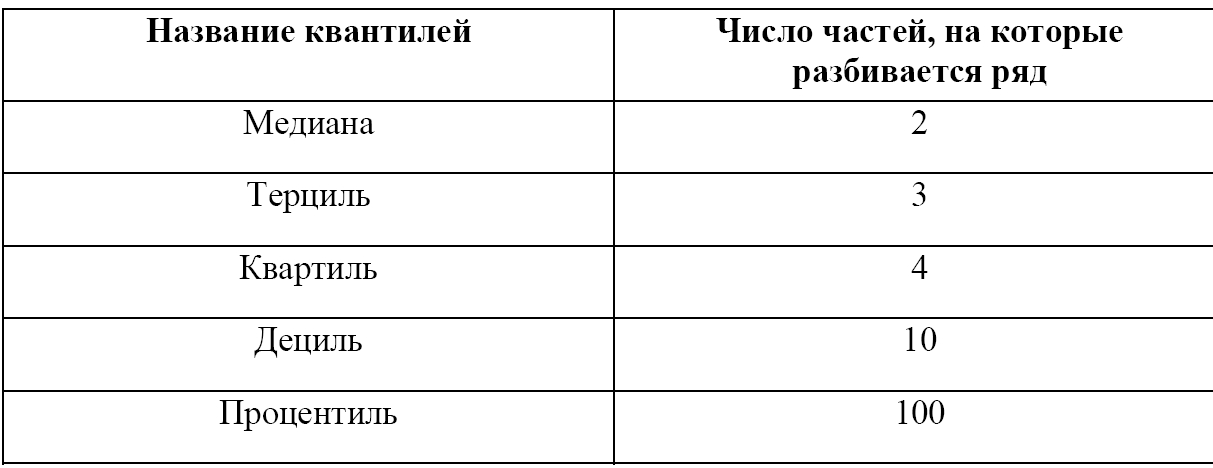 Название квантилей
Число частей, на которые
разбивается ряд
Медиана
2
Терциль
3
Квартиль
4
Дециль
10
Процентиль
100